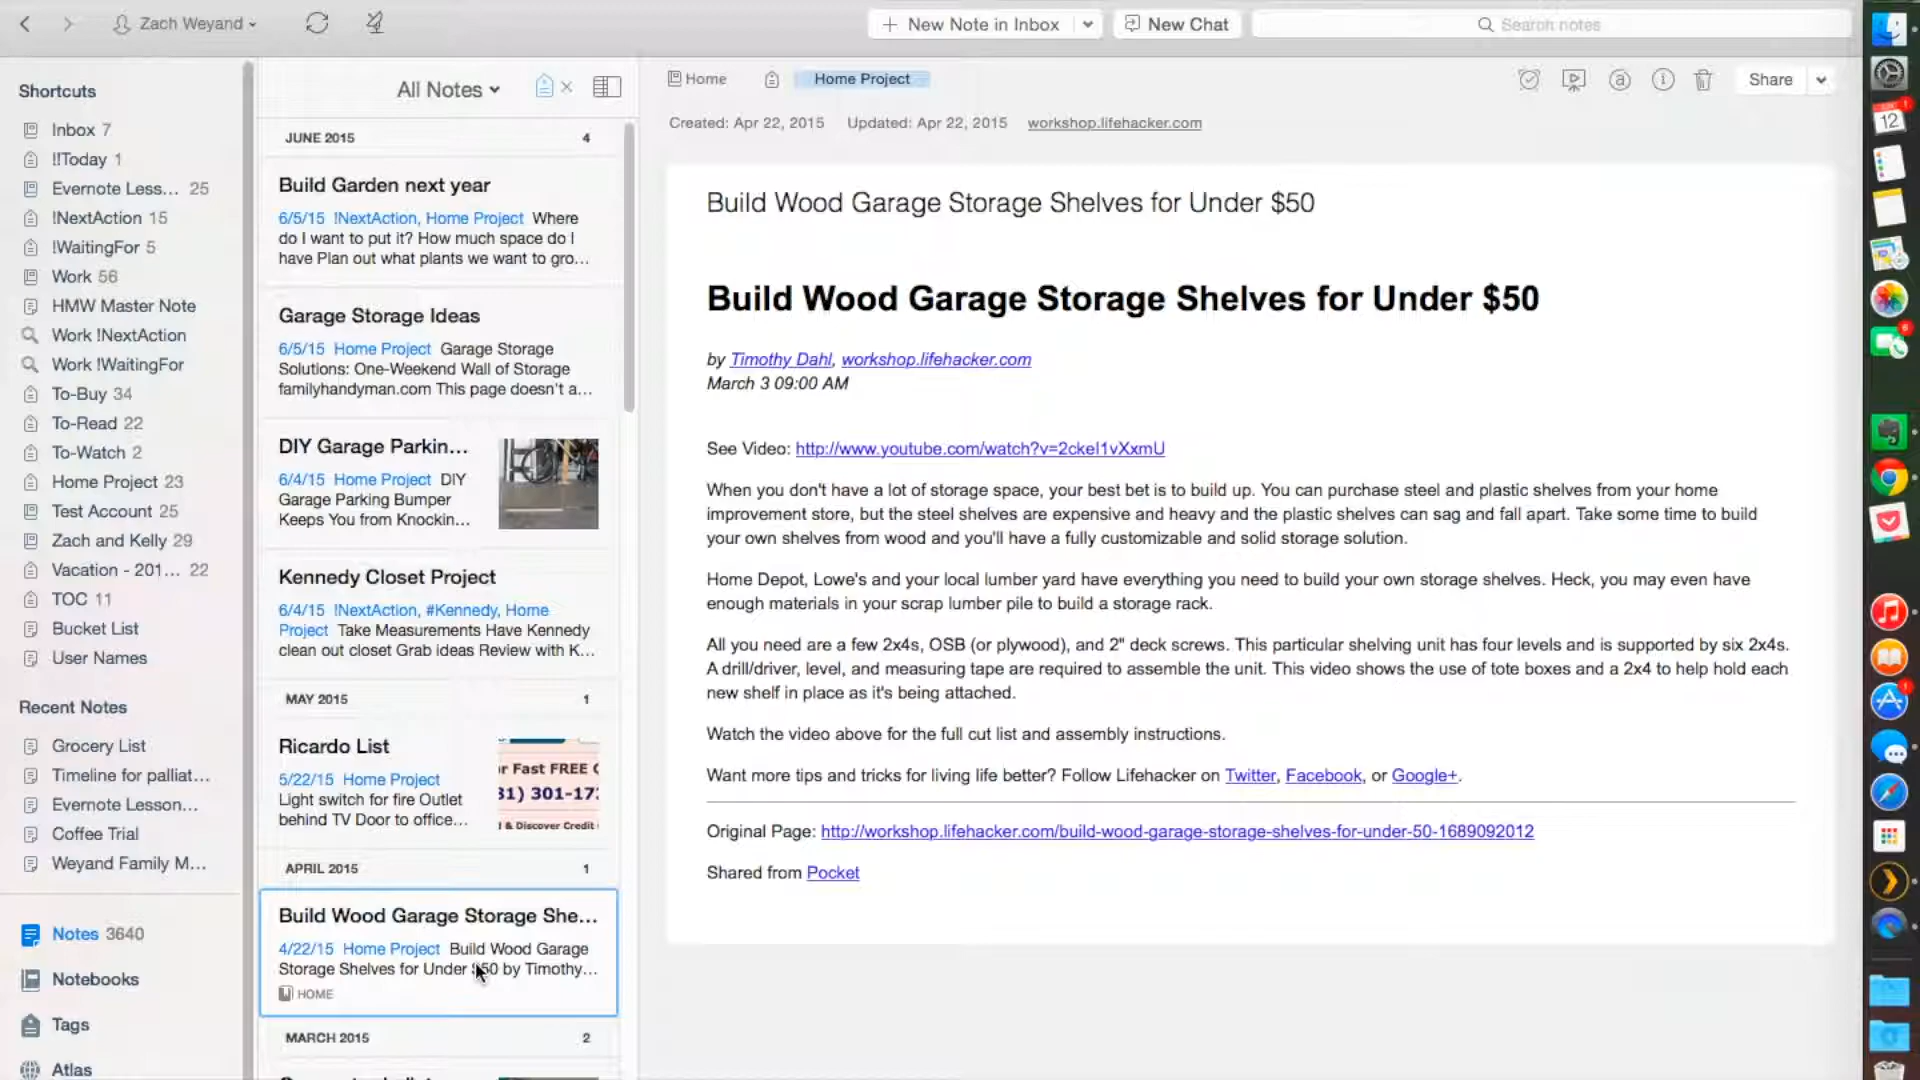 Zach Weyand
New Note in Inbox
New Chat
Search notes
Shortcuts
Inbox 7
!!Today 1
Evernote Less... 25
!NextAction 15
!WaitingFor 5
Work 56
HMW Master Note
Work !NextAction
Work !WaitingFor
To-Buy 34
To-Read 22
To-Watch 2
Home Project 23
Test Account 25
Zach and Kelly 29
Vacation - 201... 22
TOC 11
Bucket List
User Names
Recent Notes
Grocery List
Timeline for palliat...
Evernote Lesson...
Coffee Trial
Weyand Family M...
Notes 3640
Notebooks
Tags
Atlas
All Notes
JUNE 2015 4
Build Garden next year
6/5/15 !NextAction, Home Project Where
do I want to put it? How much space do I
have Plan out what plants we want to gro...
Garage Storage Ideas
6/5/15 Home Project Garage Storage
Solutions: One-Weekend Wall of Storage
familyhandyman.com This page doesn't a...
DIY Garage Parkin...
6/4/15 Home Project DIY
Garage Parking Bumper
Keeps You from Knockin...
Kennedy Closet Project
6/4/15 !NextAction, #Kennedy, Home
Project Take Measurements Have Kennedy
clean out closet Grab ideas Review with K...
MAY 2015 1
Ricardo List
5/22/15 Home Project
Light switch for fire Outlet
behind TV Door to office...
r Fast FREE
31) 301-17
& Discover Credit
APRIL 2015 1
Build Wood Garage Storage She...
4/22/15 Home Project Build Wood Garage
Storage Shelves for Under $50 by Timothy...
HOME
MARCH 2015 2
Home
Home Project
Share
Created: Apr 22, 2015 Updated: Apr 22, 2015 workshop.lifehacker.com
Build Wood Garage Storage Shelves for Under $50
Build Wood Garage Storage Shelves for Under $50
by Timothy Dahl, workshop.lifehacker.com
March 3 09:00 AM
See Video: http://www.youtube.com/watch?v=2ckeI1vXxmU
When you don't have a lot of storage space, your best bet is to build up. You can purchase steel and plastic shelves from your home
improvement store, but the steel shelves are expensive and heavy and the plastic shelves can sag and fall apart. Take some time to build
your own shelves from wood and you'll have a fully customizable and solid storage solution.
Home Depot, Lowe's and your local lumber yard have everything you need to build your own storage shelves. Heck, you may even have
enough materials in your scrap lumber pile to build a storage rack.
All you need are a few 2x4s, OSB (or plywood), and 2" deck screws. This particular shelving unit has four levels and is supported by six 2x4s.
A drill/driver, level, and measuring tape are required to assemble the unit. This video shows the use of tote boxes and a 2x4 to help hold each
new shelf in place as it's being attached.
Watch the video above for the full cut list and assembly instructions.
Want more tips and tricks for living life better? Follow Lifehacker on Twitter, Facebook, or Google+.
Original Page: http://workshop.lifehacker.com/build-wood-garage-storage-shelves-for-under-50-1689092012
Shared from Pocket
12